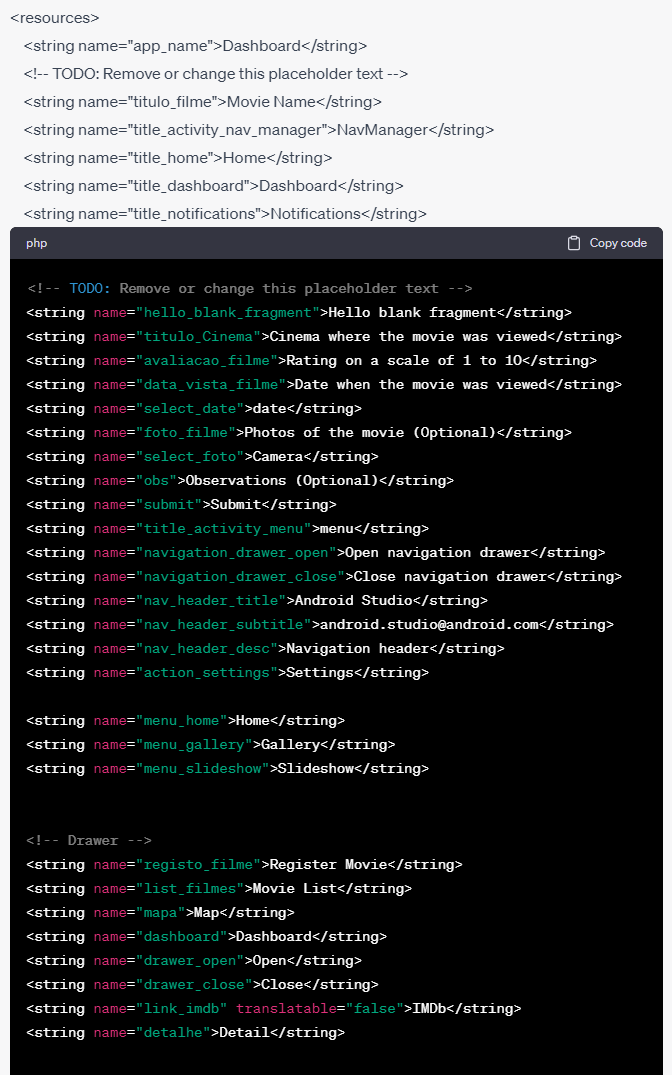 <resources>
<string name="app_name">Dashboard</string>
<!-- TODO: Remove or change this placeholder text -->
<string name="titulo_filme">Movie Name</string>
<string name="title_activity_nav_manager">NavManager</string>
<string name="title_home">Home</string>
<string name="title_dashboard">Dashboard</string>
<string name="title_notifications">Notifications</string>
php Copy code
<!-- TODO: Remove or change this placeholder text -->
<string name="hello_blank_fragment">Hello blank fragment</string>
<string name="titulo_Cinema">Cinema where the movie was viewed</string>
<string name="avaliacao_filme">Rating on a scale of 1 to 10</string>
<string name="data_vista_filme">Date when the movie was viewed</string>
<string name="select_date">date</string>
<string name="foto_filme">Photos of the movie (Optional)</string>
<string name="select_foto">Camera</string>
<string name="obs">Observations (Optional)</string>
<string name="submit">Submit</string>
<string name="title_activity_menu">menu</string>
<string name="navigation_drawer_open">Open navigation drawer</string>
<string name="navigation_drawer_close">Close navigation drawer</string>
<string name="nav_header_title">Android Studio</string>
<string name="nav_header_subtitle">android.studio@android.com</string>
<string name="nav_header_desc">Navigation header</string>
<string name="action_settings">Settings</string>
<string name="menu_home">Home</string>
<string name="menu_gallery">Gallery</string>
<string name="menu_slideshow">Slideshow</string>
<!-- Drawer -->
<string name="registo_filme">Register Movie</string>
<string name="list_filmes">Movie List</string>
<string name="mapa">Map</string>
<string name="dashboard">Dashboard</string>
<string name="drawer_open">Open</string>
<string name="drawer_close">Close</string>
<string name="link_imdb" translatable="false">IMDb</string>
<string name="detalhe">Detail</string>